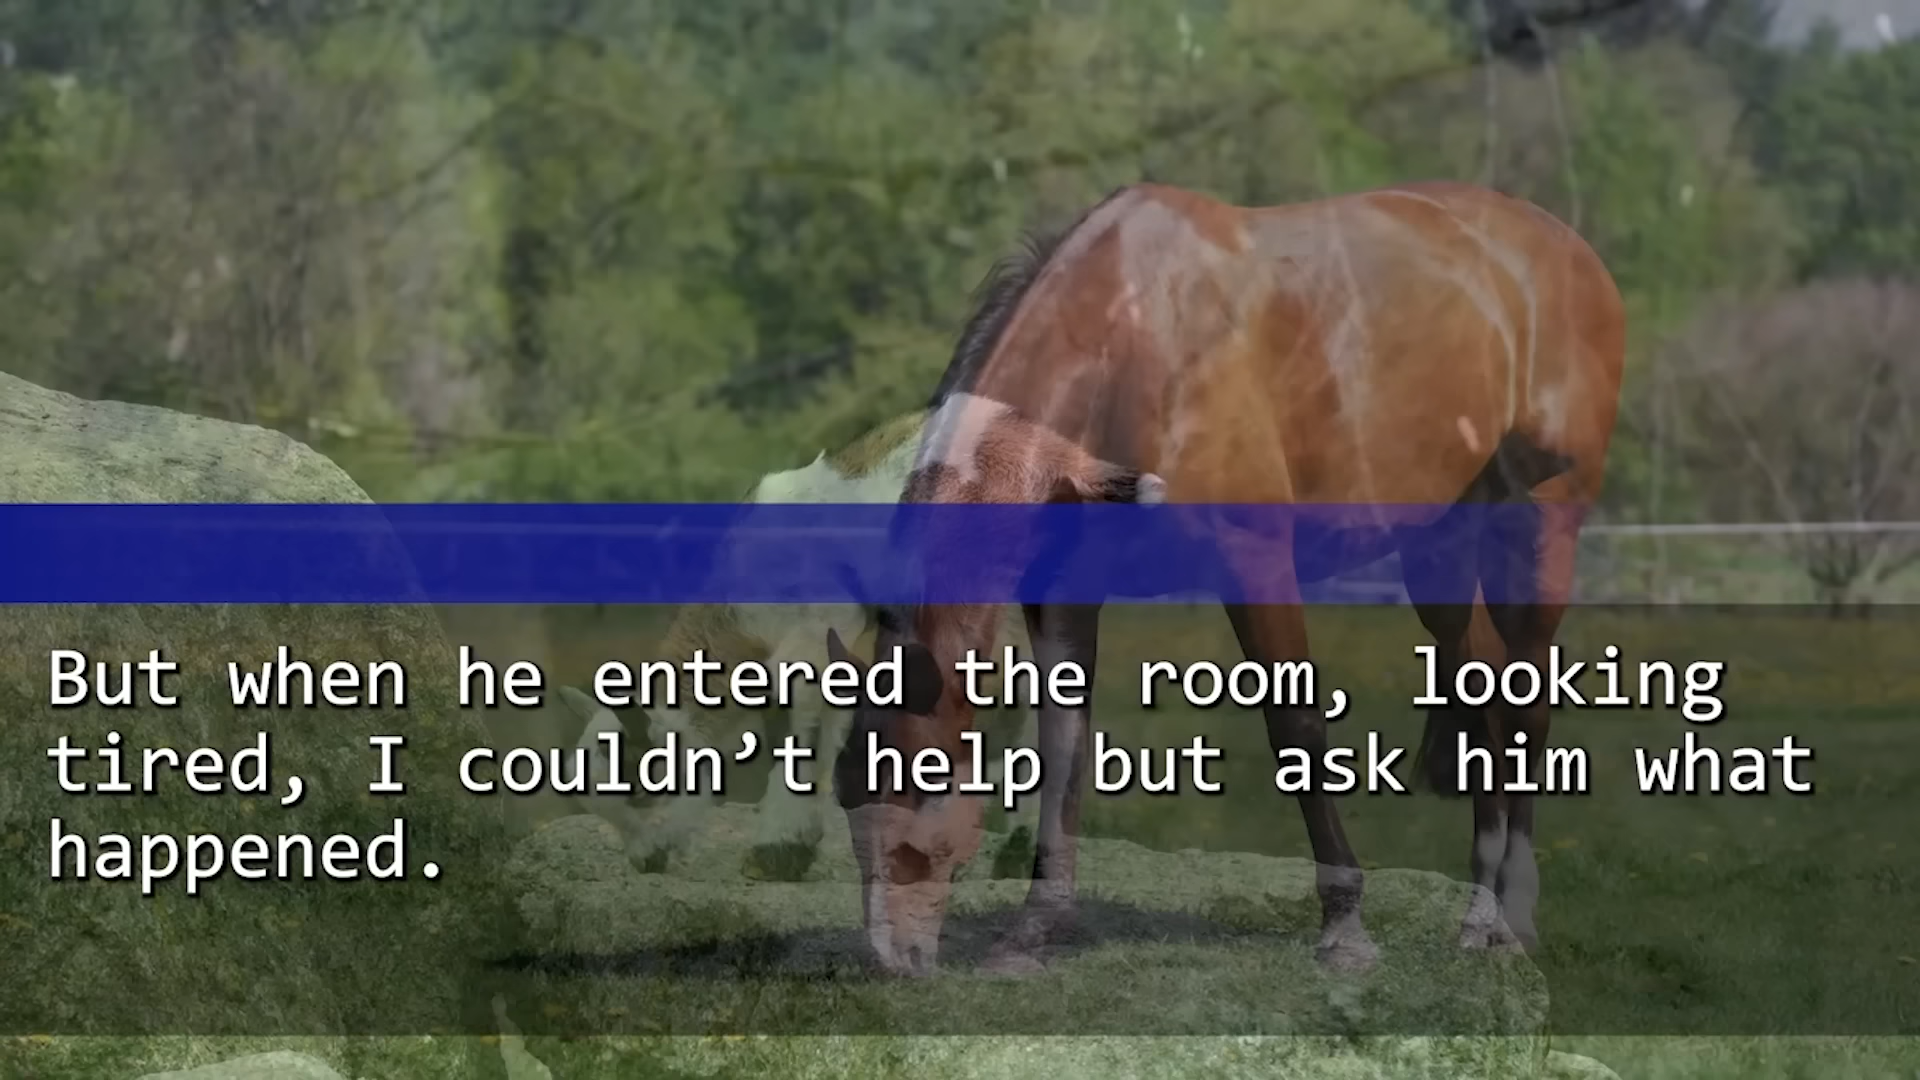 But when he entered the room, looking
tired, I couldn’t help but ask him what
happened.